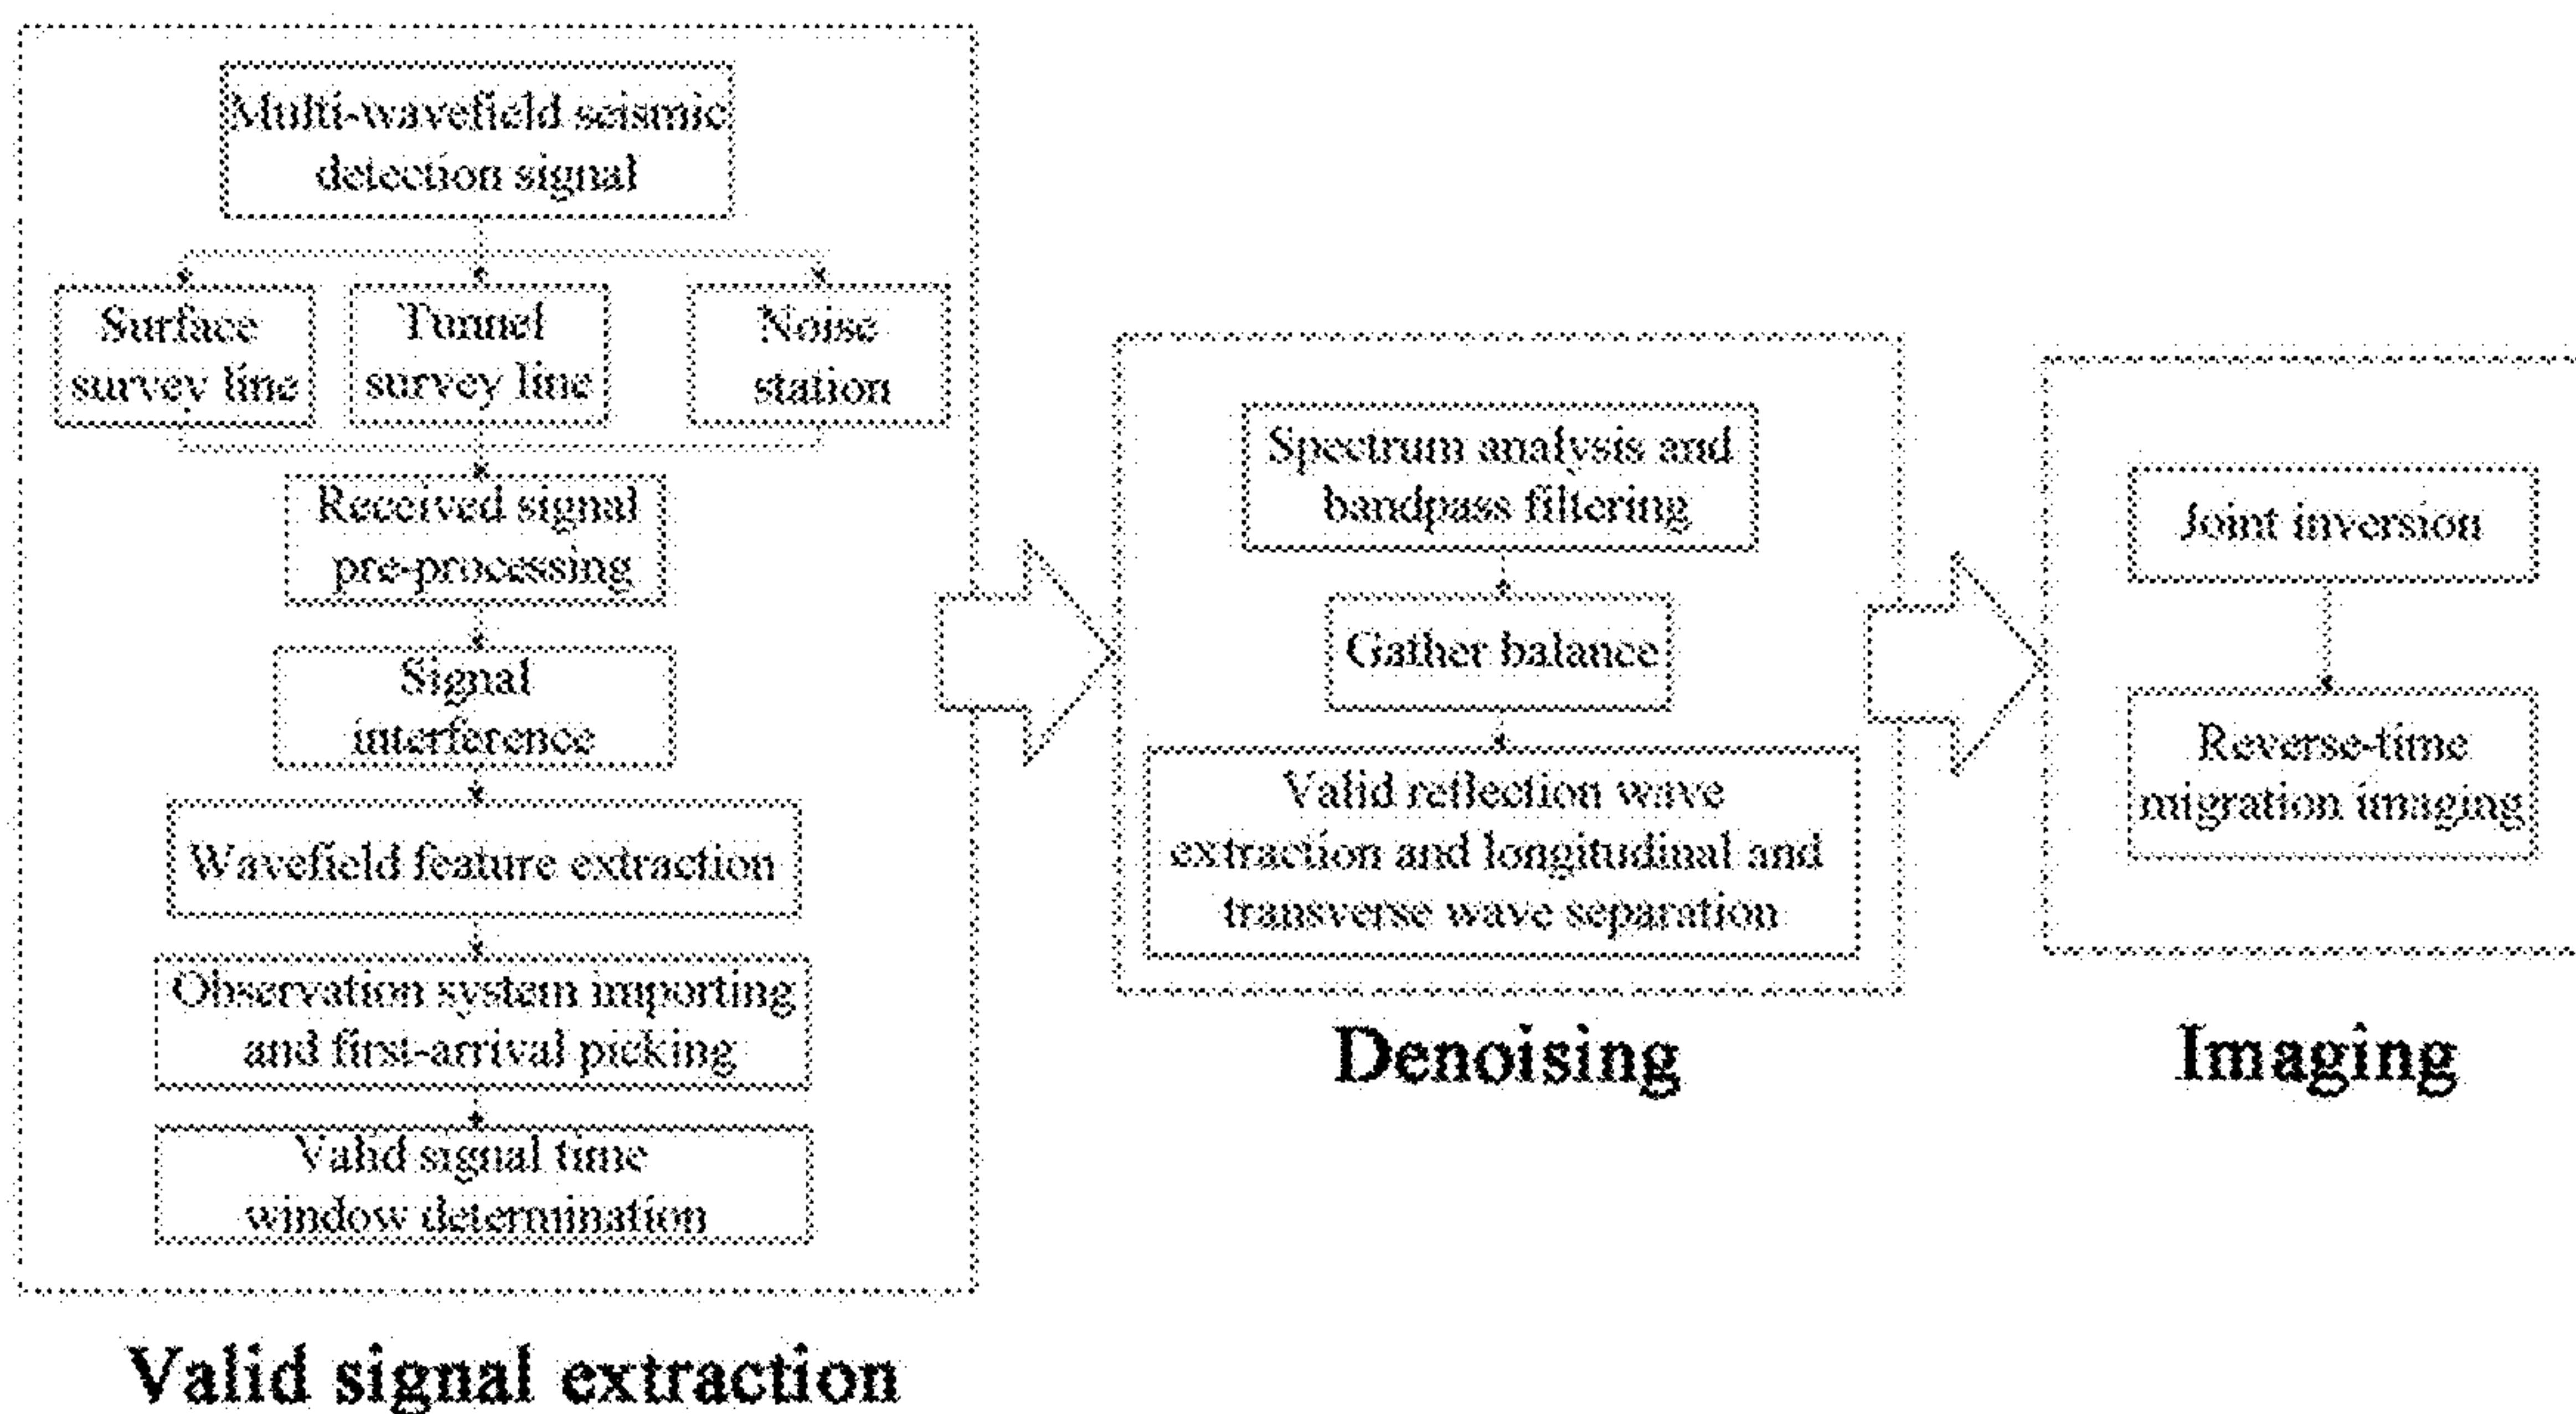 Multi-wavefield seismic
detection signal
Surface
survey line
Tunnel
survey line
Noise
station
Received signal
pre-processing
Signal
interference
Wavefield feature extraction
Observation system importing
and first-arrival picking
Valid signal time
window determination
Valid signal extraction
Spectrum analysis and
bandpass filtering
Gather balance
Valid reflection wave
extraction and longitudinal and
transverse wave separation
Denoising
Joint inversion
Reverse-time
migration imaging
Imaging